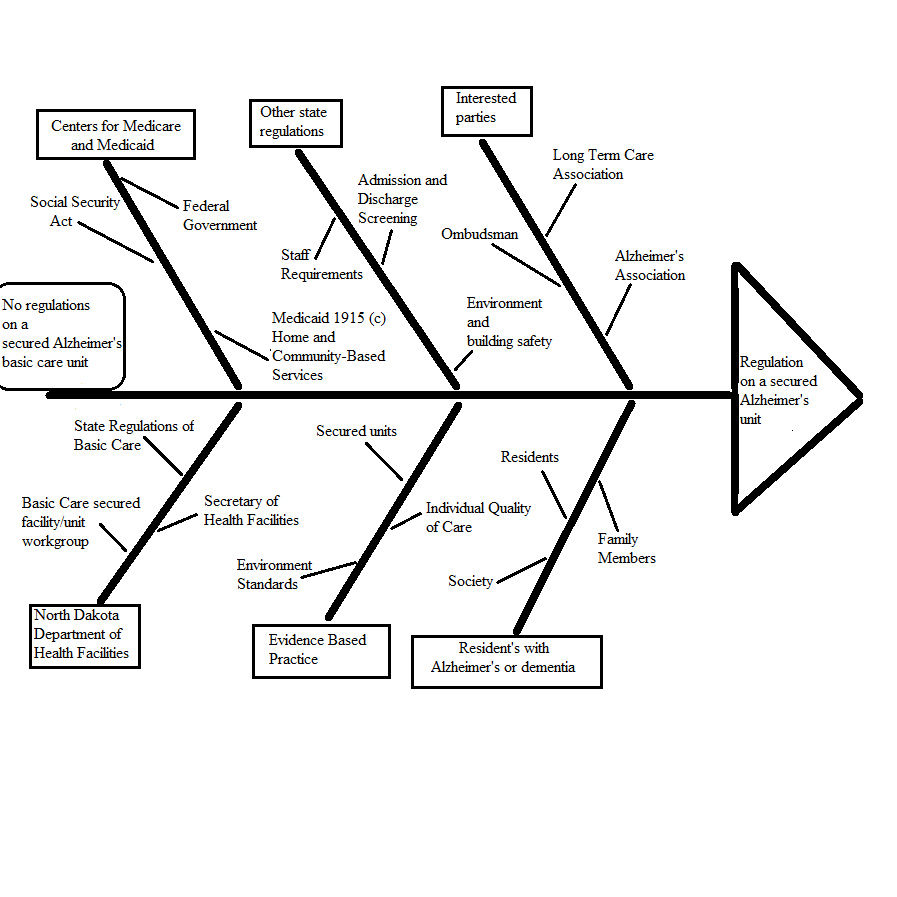 Centers for Medicare
and Medicaid
Other state
regulations
Interested
parties
Social Security
Act
Federal
Government
Admission and
Discharge
Screening
Staff
Requirements
Long Term Care
Association
Ombudsman
Alzheimer's
Association
No regulations
on a
secured Alzheimer's
basic care unit
Medicaid 1915 (c)
Home and
Community-Based
Services
Environment
and
building safety
Regulation
on a secured
Alzheimer's
unit
State Regulations of
Basic Care
Basic Care secured
facility/unit
workgroup
Secretary of
Health Facilities
Secured units
Individual Quality
of Care
Environment
Standards
Residents
Family
Members
Society
North Dakota
Department of
Health Facilities
Evidence Based
Practice
Resident's with
Alzheimer's or dementia